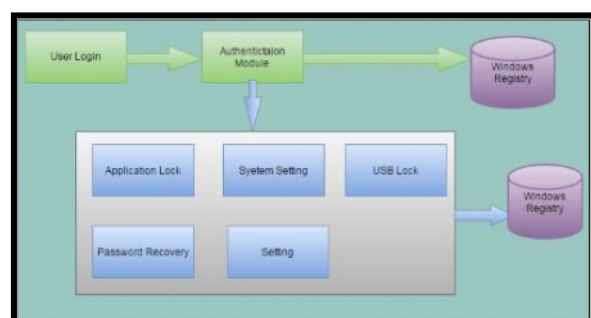 User Login
Authentictaion
Module
Windows
Registry
Application Lock
Syetem Setting
USB Lock
Windows
Registry
Password Recovery
Setting